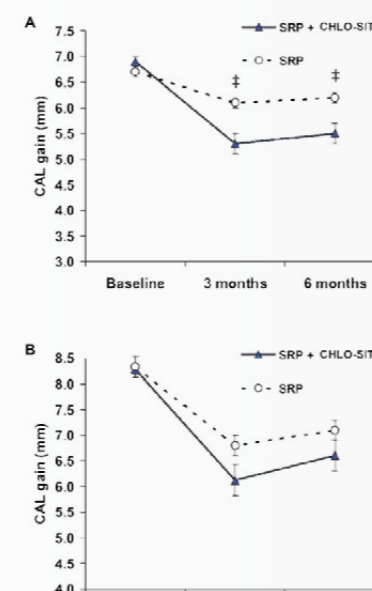 A
SRP + CHLO-SIT
SRP
CAL gain (mm)
7.5
7.0
6.5
6.0
5.5
5.0
4.5
4.0
3.5
3.0
‡ ‡
Baseline 3 months 6 months
B
SRP + CHLO-SIT
SRP
CAL gain (mm)
8.5
8.0
7.5
7.0
6.5
6.0
5.5
5.0
4.5
4.0